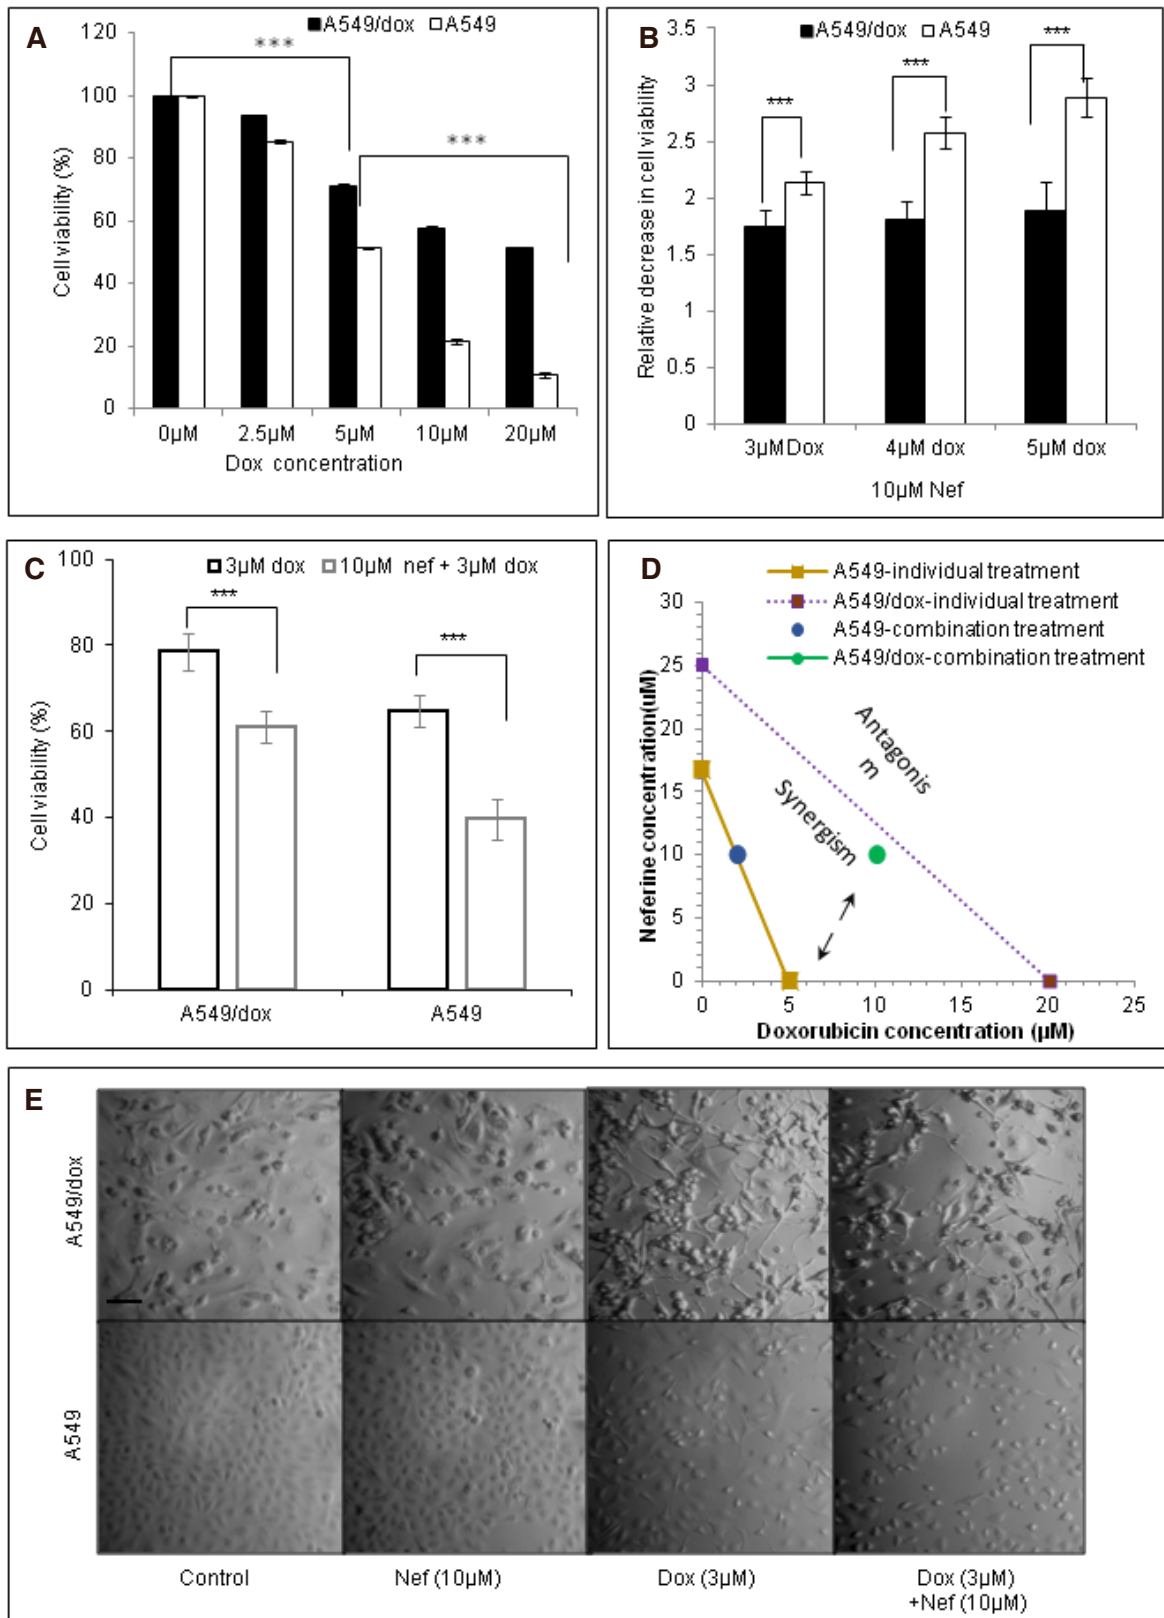 A
A549/dox A549
***
***
120
100
80
60
40
20
0
Cell viability (%)
0µM 2.5µM 5µM 10µM 20µM
Dox concentration
B
A549/dox A549
***
***
***
3.5
3
2.5
2
1.5
1
0.5
0
Relative decrease in cell viability
3µM Dox 4µM dox 5µM dox
10µM Nef
C
3µM dox 10µM nef + 3µM dox
***
***
100
80
60
40
20
0
Cell viability (%)
A549/dox A549
D
A549-individual treatment
A549/dox-individual treatment
A549-combination treatment
A549/dox-combination treatment
30
25
20
15
10
5
0
Neferine concentration(uM)
Antagonis
m
Synergism
0 5 10 15 20 25
Doxorubicin concentration (µM)
E
A549/dox
A549
Control Nef (10µM) Dox (3µM) Dox (3µM)
+Nef (10µM)